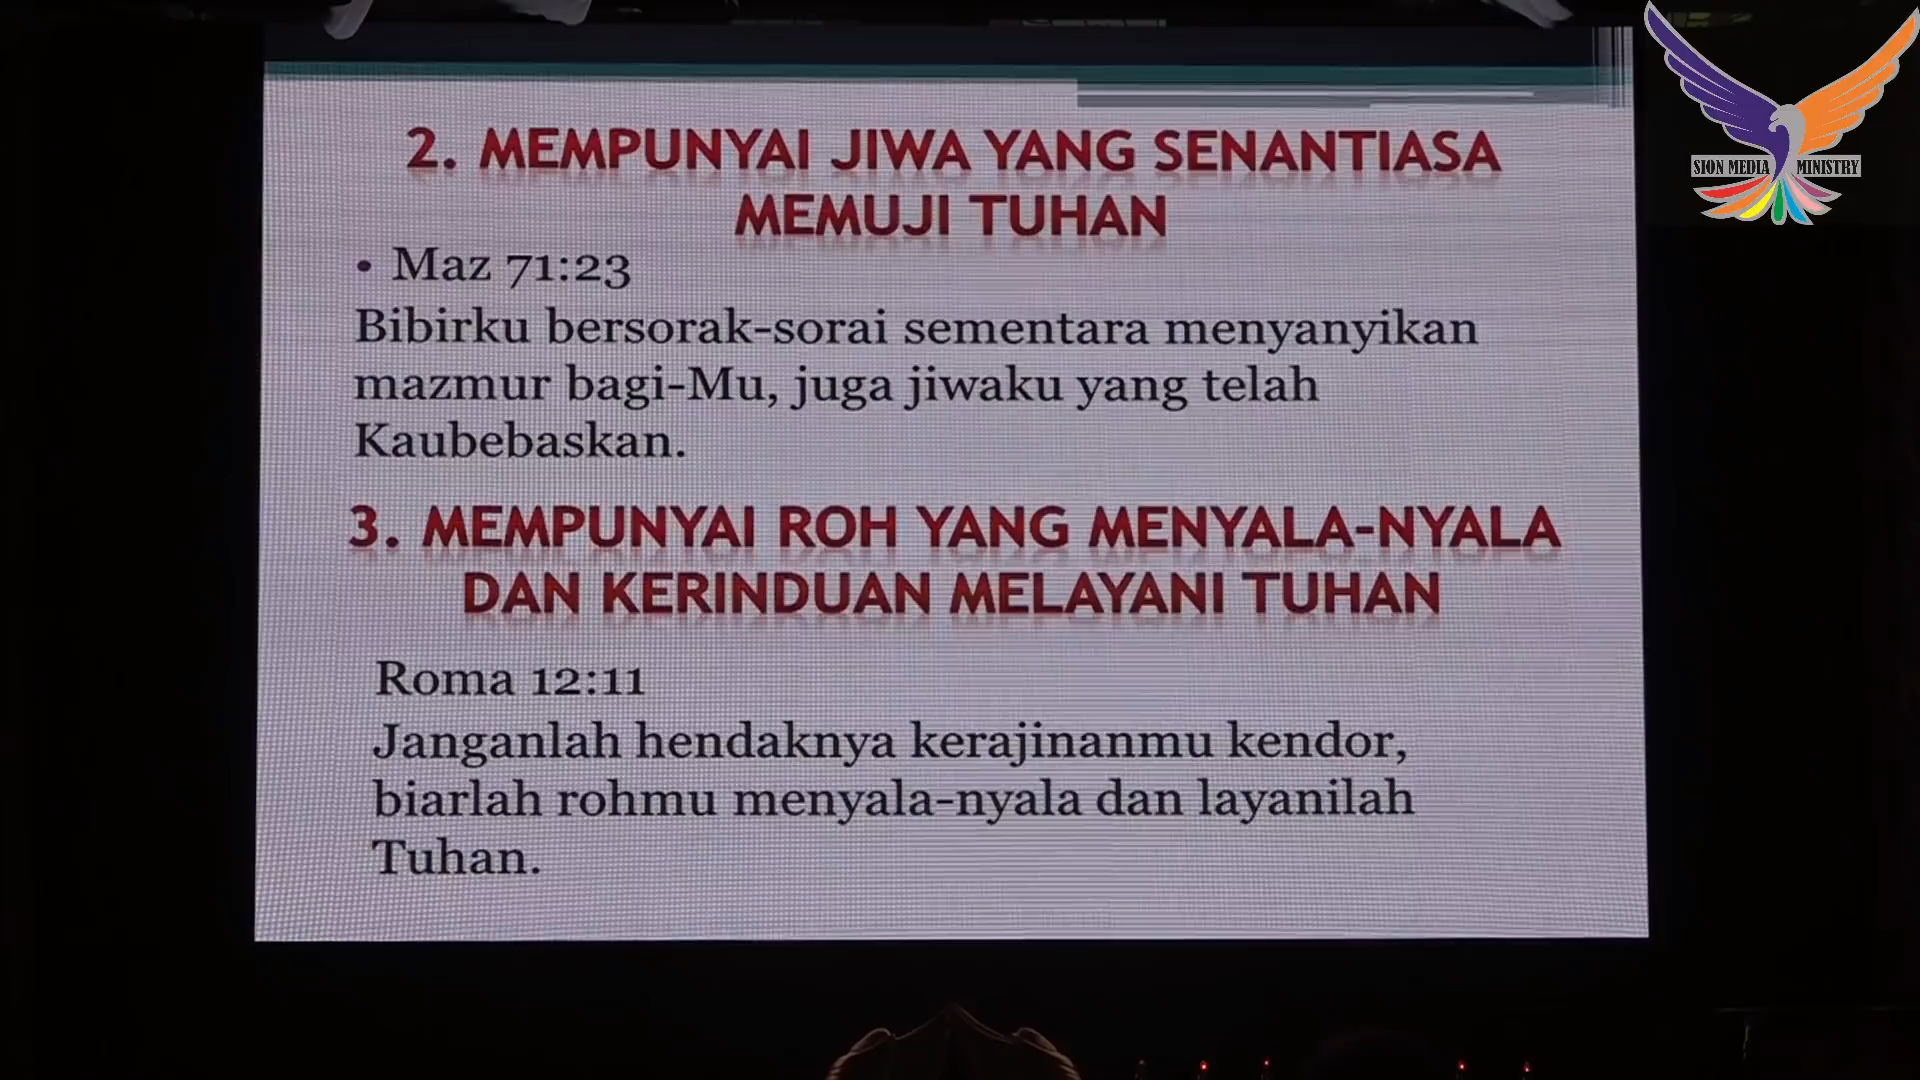 SION MEDIA MINISTRY
2. MEMPUNYAI JIWA YANG SENANTIASA
MEMUJI TUHAN
• Maz 71:23
Bibirku bersorak-sorai sementara menyanyikan
mazmur bagi-Mu, juga jiwaku yang telah
Kaubebaskan.
3. MEMPUNYAI ROH YANG MENYALA-NYALA
DAN KERINDUAN MELAYANI TUHAN
Roma 12:11
Janganlah hendaknya kerajinanmu kendor,
biarlah rohmu menyala-nyala dan layanilah
Tuhan.